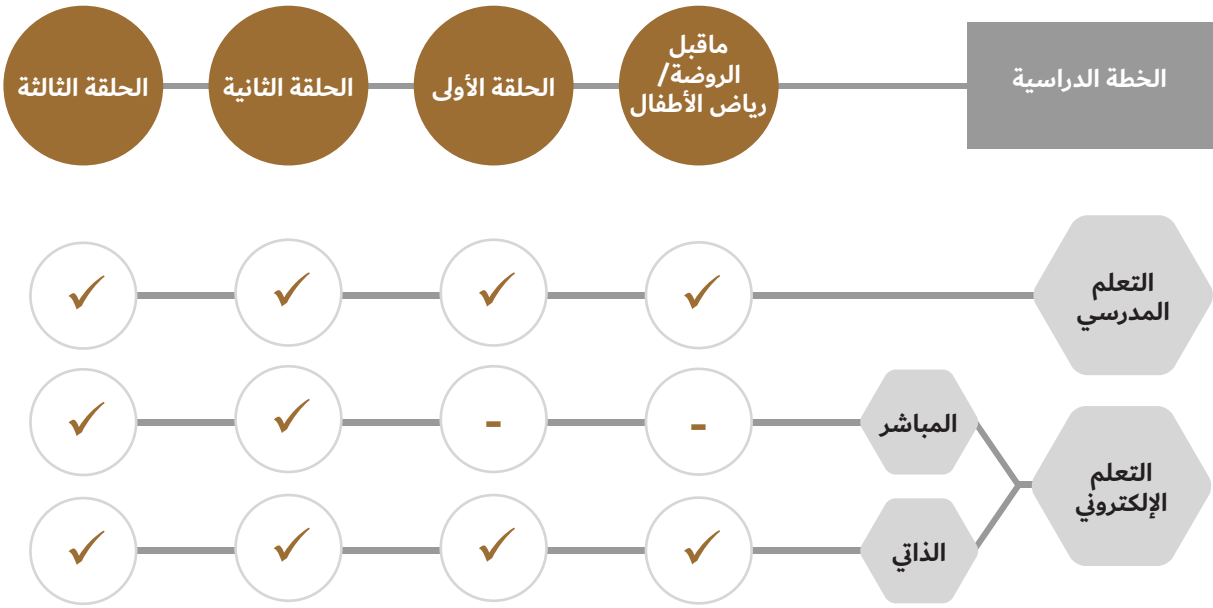 الخطة الدراسية
ماقبل
الروضة/
رياض الأطفال
الحلقة الأولى
الحلقة الثانية
الحلقة الثالثة
التعلم
المدرسي
✓
✓
✓
✓
التعلم
الإلكتروني
المباشر
-
-
✓
✓
الذاتي
✓
✓
✓
✓